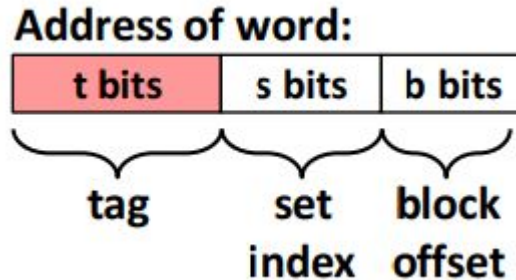 Address of word:
t bits s bits b bits
tag set block
index offset